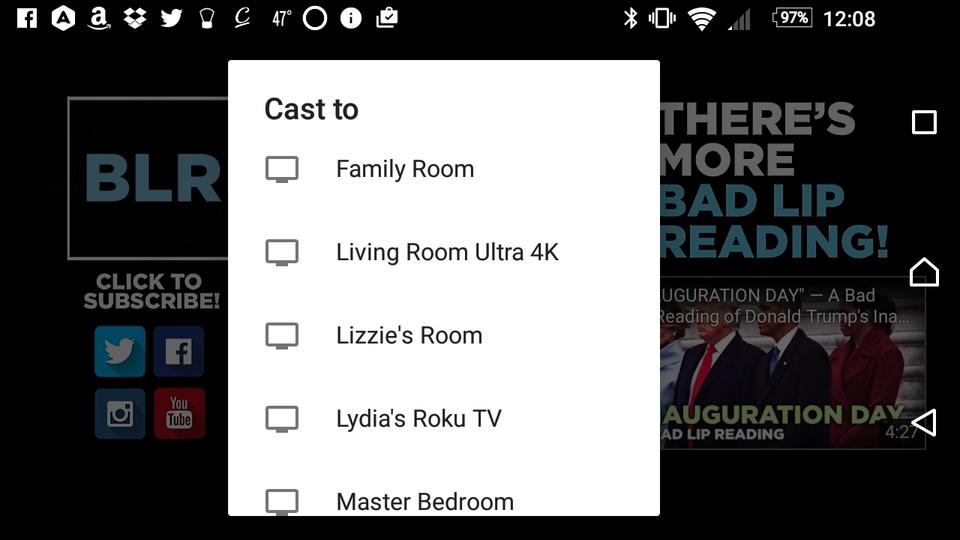 47°
97%
12:08
Cast to
Family Room
Living Room Ultra 4K
Lizzie's Room
Lydia's Roku TV
Master Bedroom
BLR
CLICK TO
SUBSCRIBE!
You
Tube
THERE'S
MORE
BAD LIP
READING!
UGURATION DAY" — A Bad
Reading of Donald Trump's Ina...
AUGURATION DAY
AD LIP READING
4:27